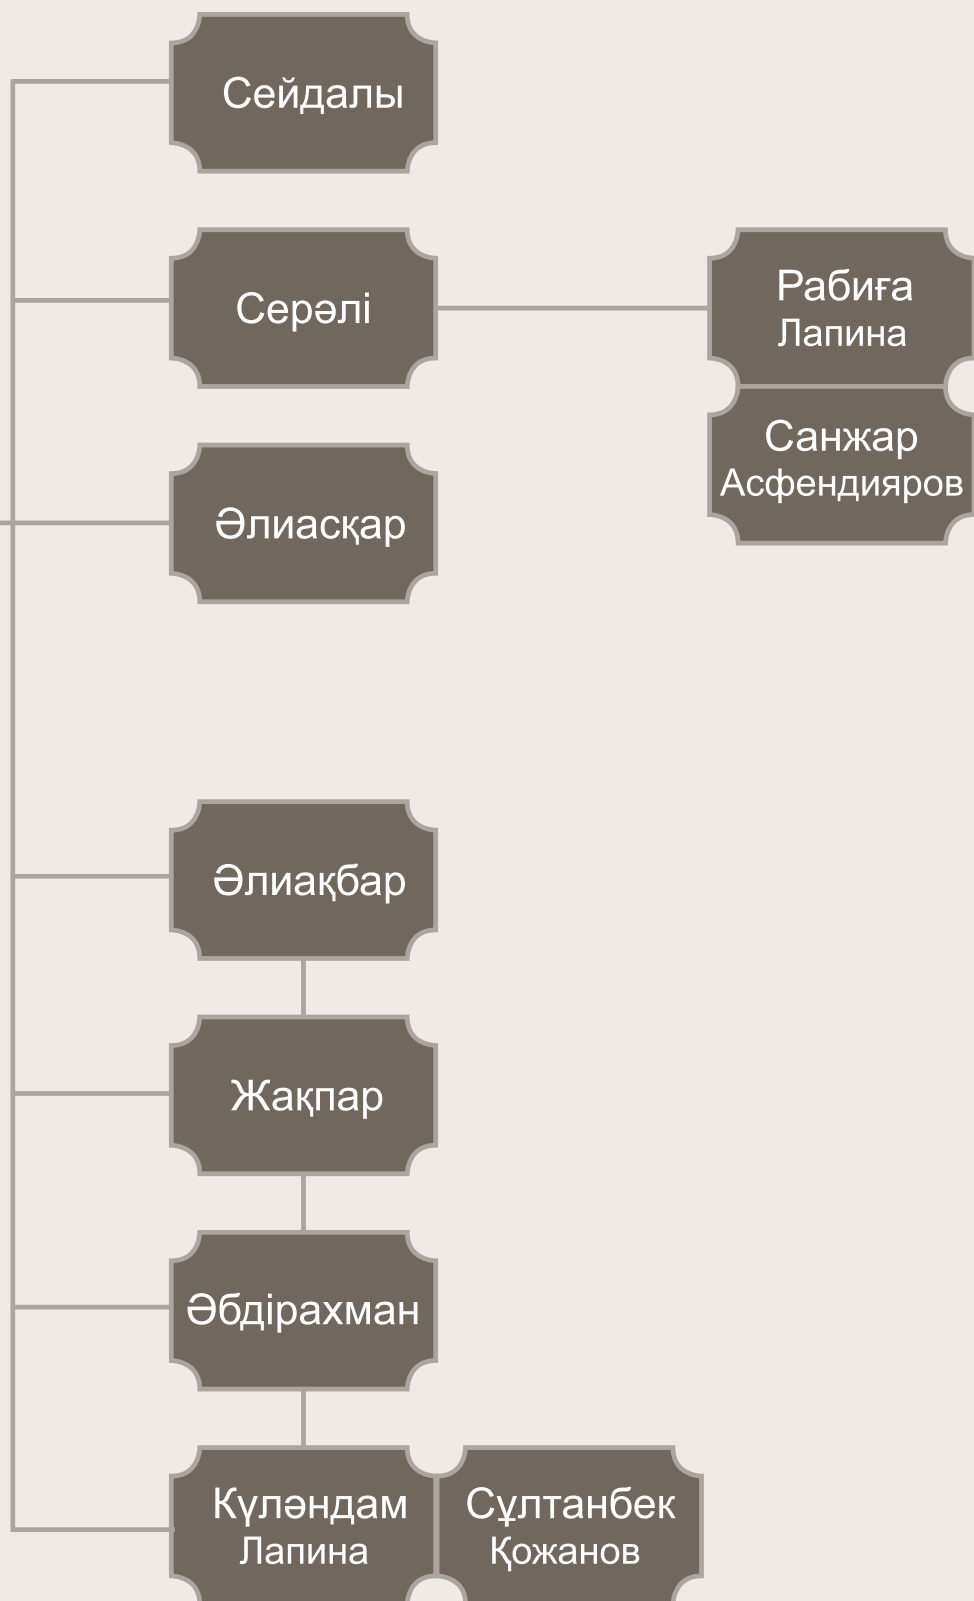 Сейдалы
Серәлі
Рабиға
Лапина
Санжар
Асфендияров
Әлиасқар
Әлиақбар
Жақпар
Әбдірахман
Күләндам
Лапина
Сұлтанбек
Қожанов